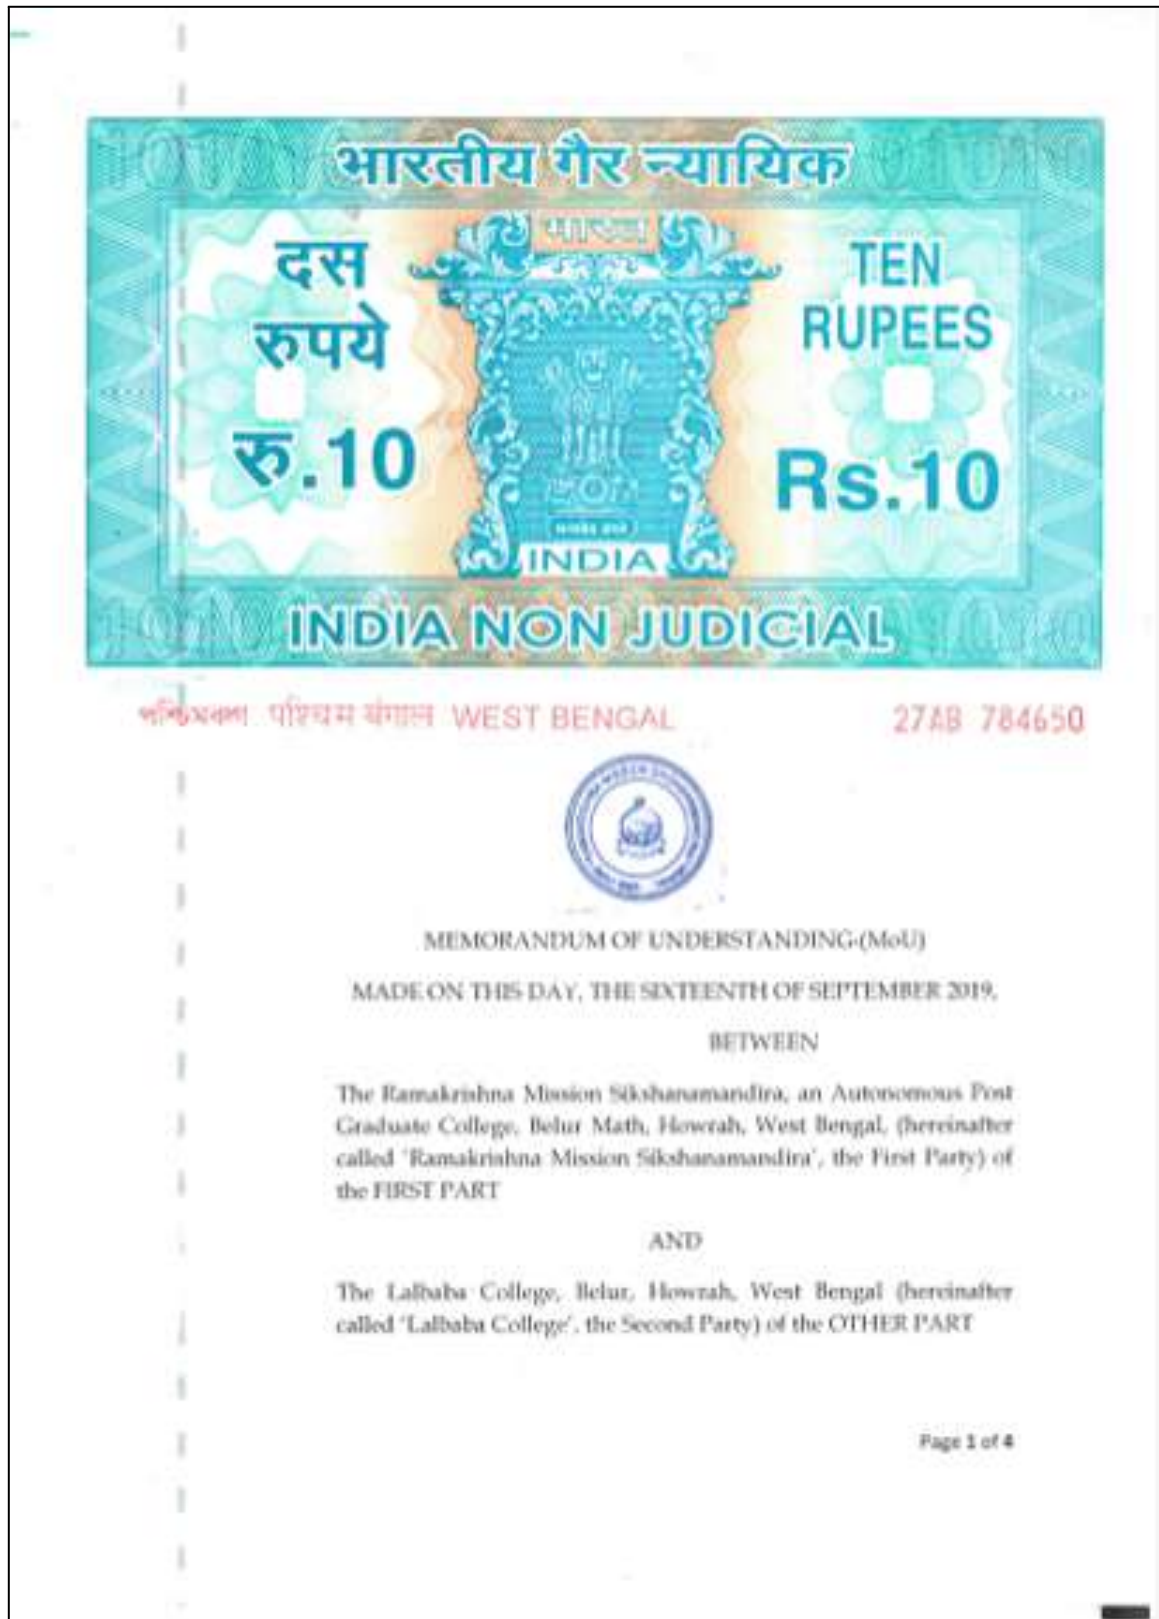 भारतीय गैर न्यायिक
भारत
दस
रुपये
रु.10
TEN
RUPEES
Rs.10
INDIA
INDIA NON JUDICIAL
পশ্চিমবঙ্গ पश्चिम बंगाल WEST BENGAL 27AB 784650
MEMORANDUM OF UNDERSTANDING-(MoU)
MADE ON THIS DAY, THE SIXTEENTH OF SEPTEMBER 2019,
BETWEEN
The Ramakrishna Mission Sikshanamandira, an Autonomous Post
Graduate College, Belur Math, Howrah, West Bengal, (hereinafter
called 'Ramakrishna Mission Sikshanamandira', the First Party) of
the FIRST PART
AND
The Lalbaba College, Belur, Howrah, West Bengal (hereinafter
called 'Lalbaba College', the Second Party) of the OTHER PART
Page 1 of 4